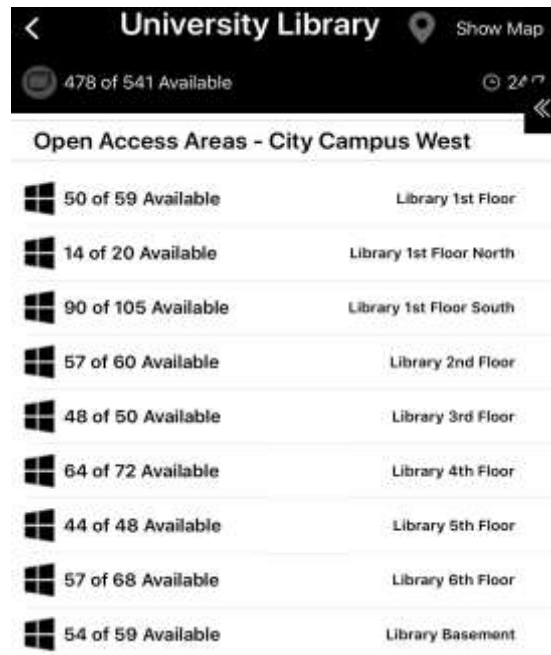 University Library Show Map
478 of 541 Available 24/7
Open Access Areas - City Campus West
50 of 59 Available Library 1st Floor
14 of 20 Available Library 1st Floor North
90 of 105 Available Library 1st Floor South
57 of 60 Available Library 2nd Floor
48 of 50 Available Library 3rd Floor
64 of 72 Available Library 4th Floor
44 of 48 Available Library 5th Floor
57 of 68 Available Library 6th Floor
54 of 59 Available Library Basement